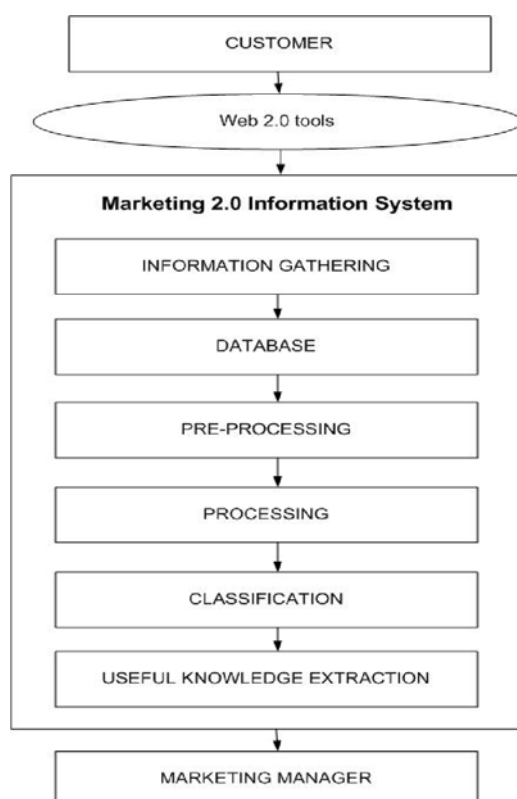 CUSTOMER
Web 2.0 tools
Marketing 2.0 Information System
INFORMATION GATHERING
DATABASE
PRE-PROCESSING
PROCESSING
CLASSIFICATION
USEFUL KNOWLEDGE EXTRACTION
MARKETING MANAGER